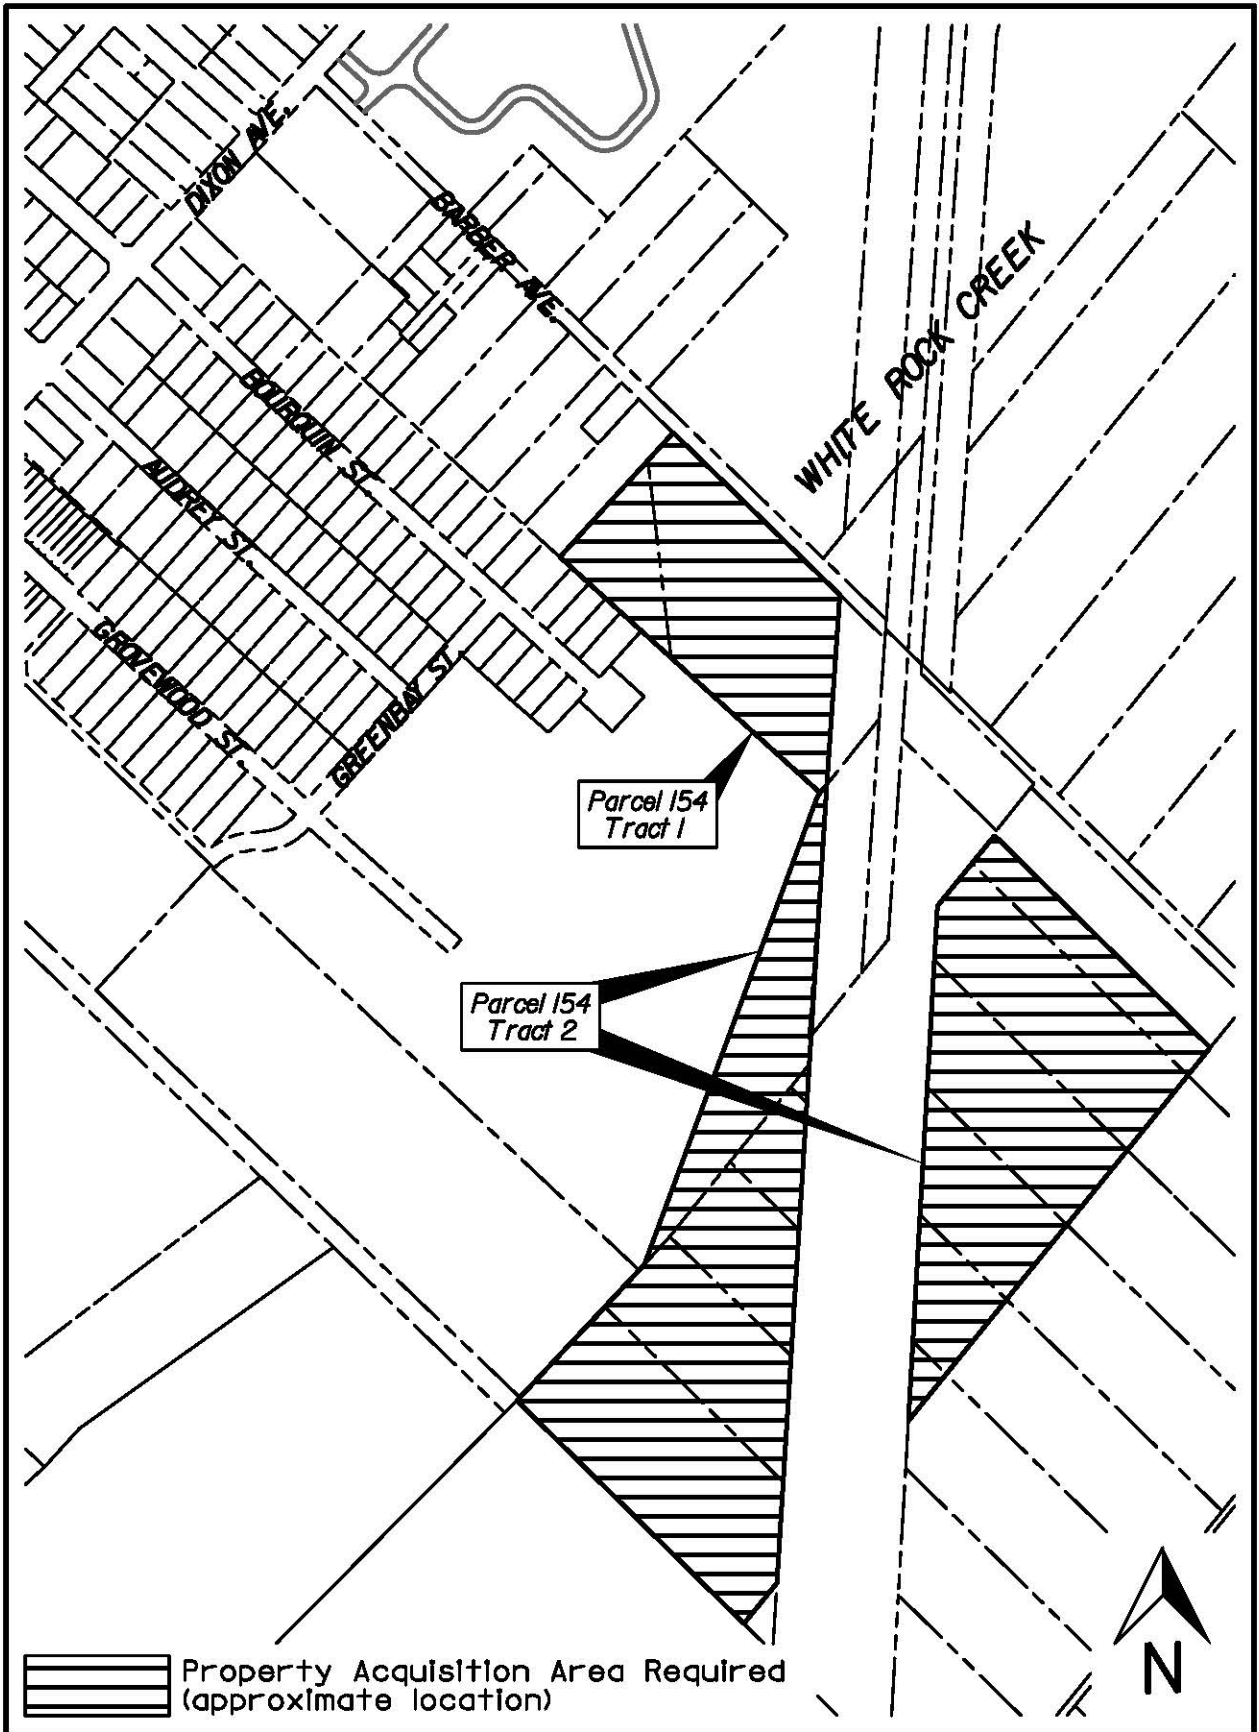 DIXON AVE.
BARBER AVE.
WHITE ROCK CREEK
BOURQUIN ST.
AUDREY ST.
GROVEWOOD ST.
GREENBAY ST.
Parcel 154
Tract 1
Parcel 154
Tract 2
Property Acquisition Area Required
(approximate location)
N